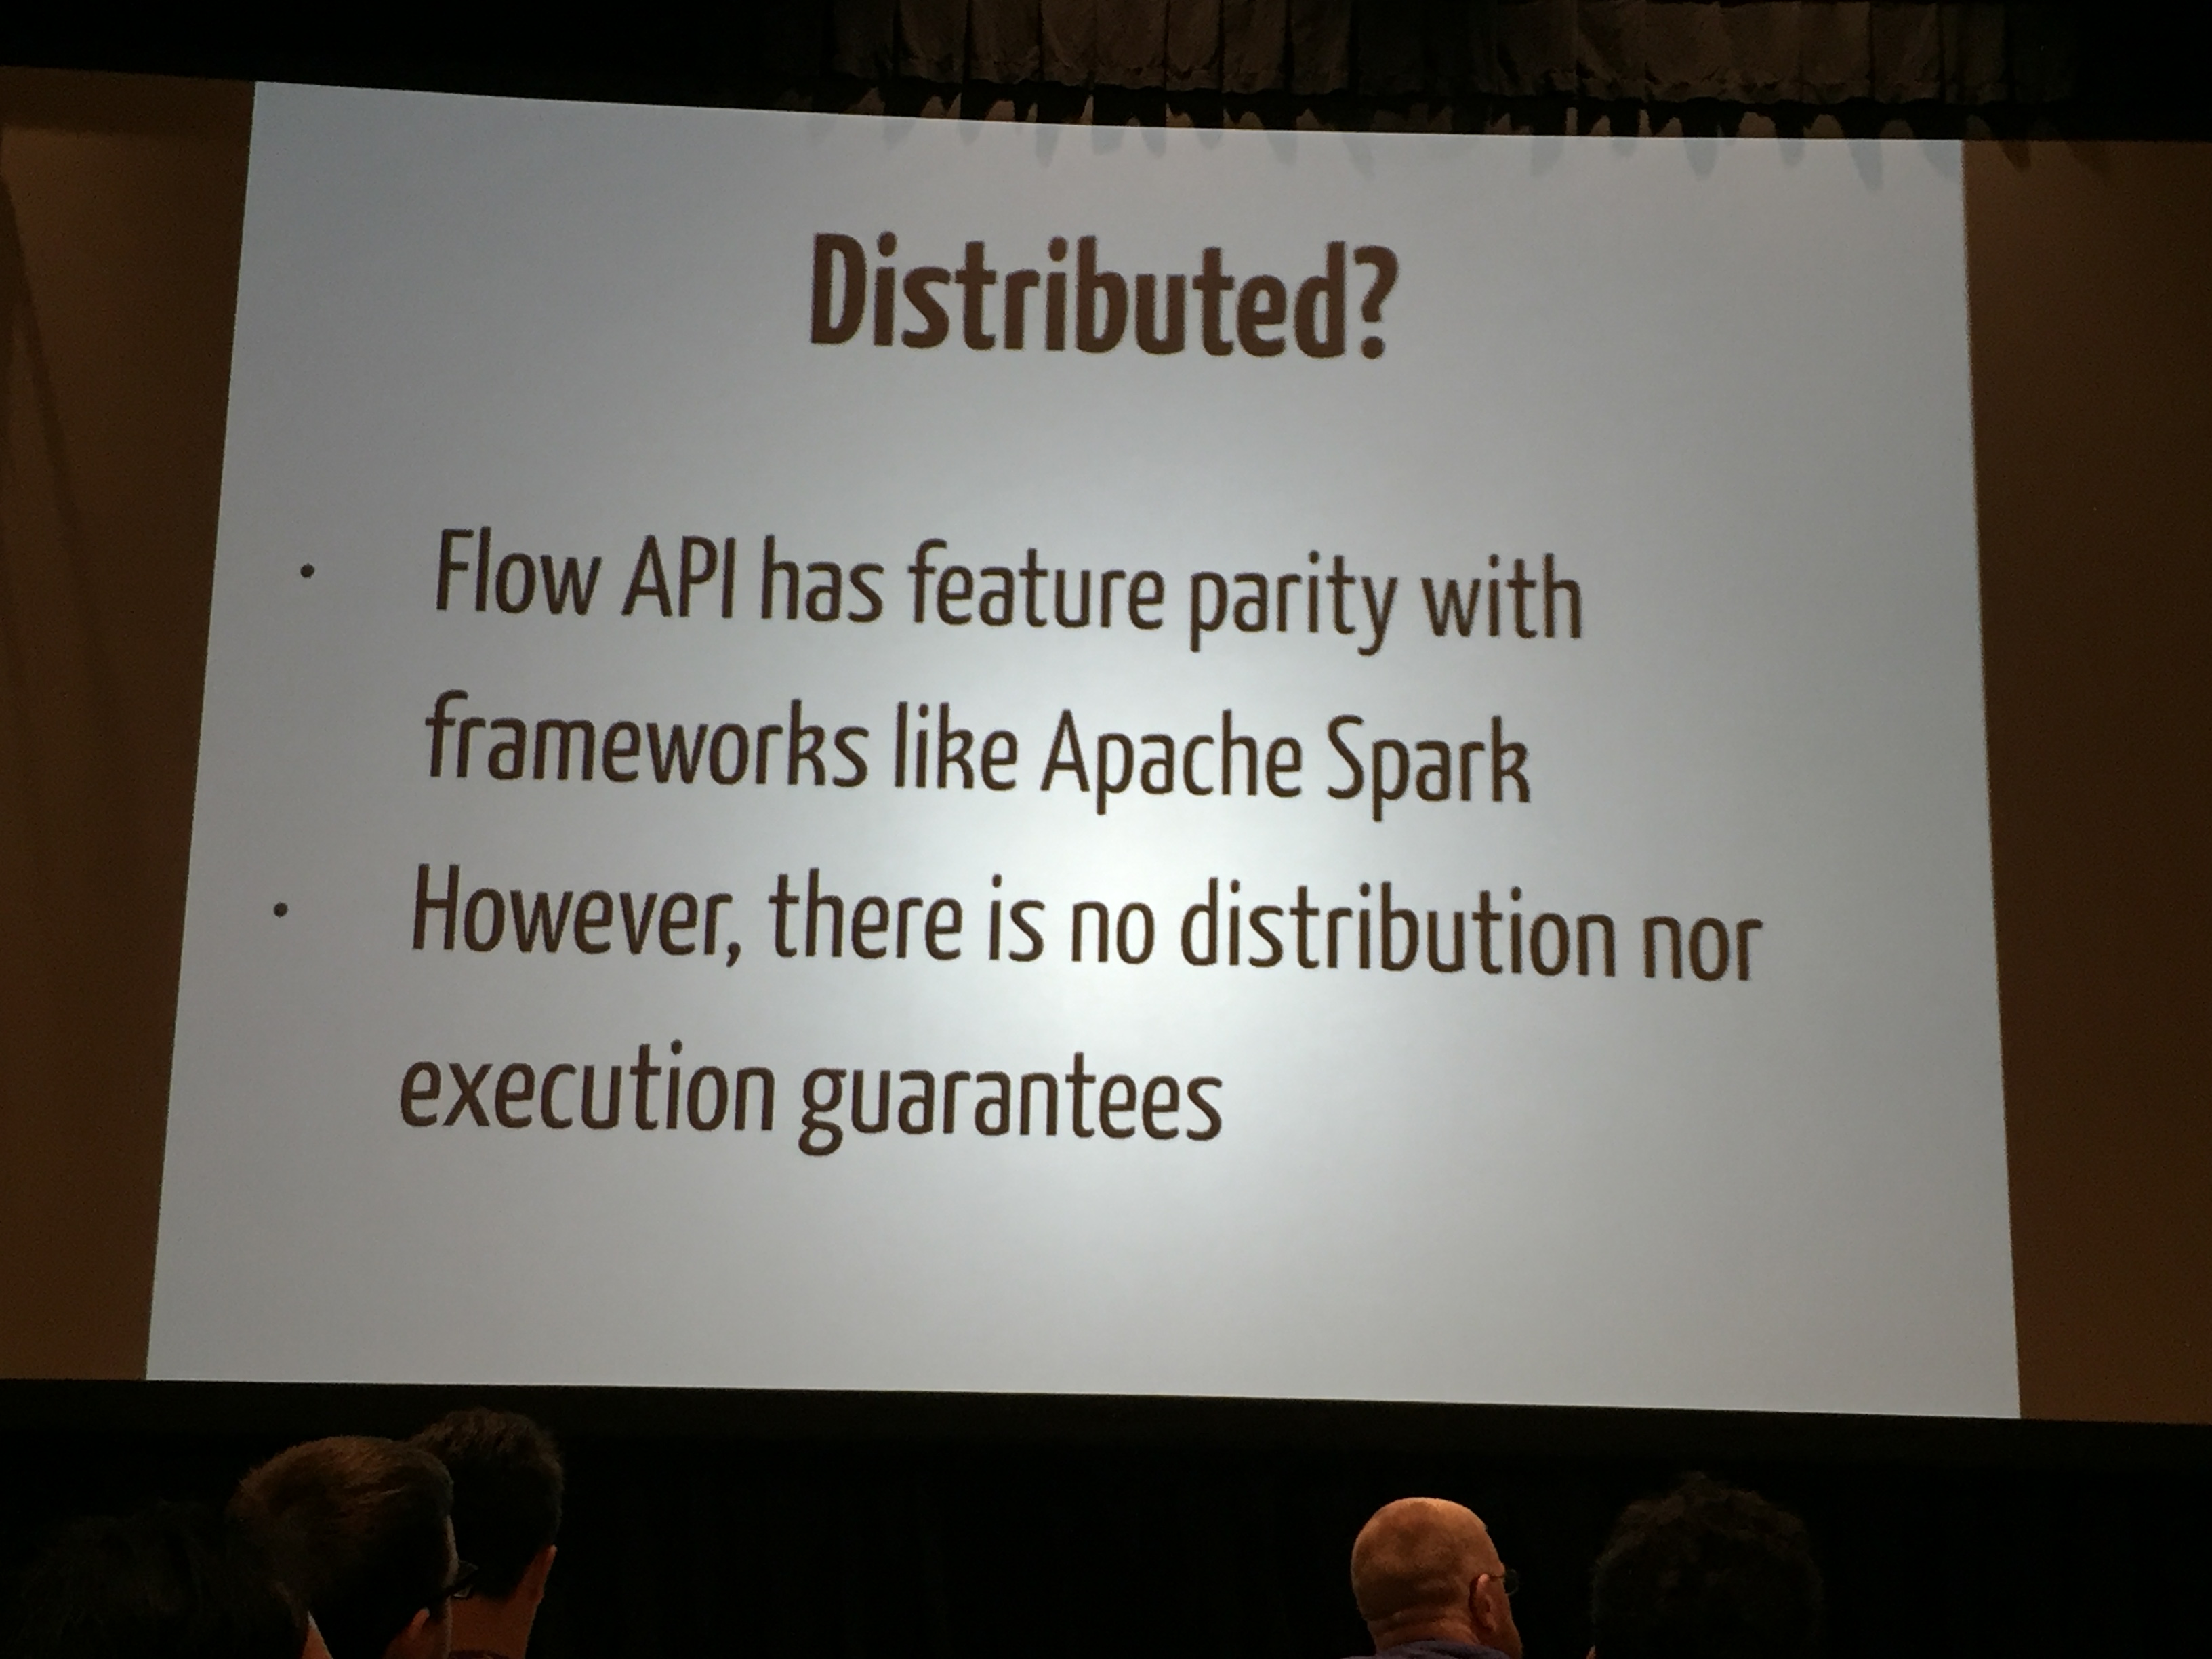 Distributed?
• Flow API has feature parity with
frameworks like Apache Spark
• However, there is no distribution nor
execution guarantees